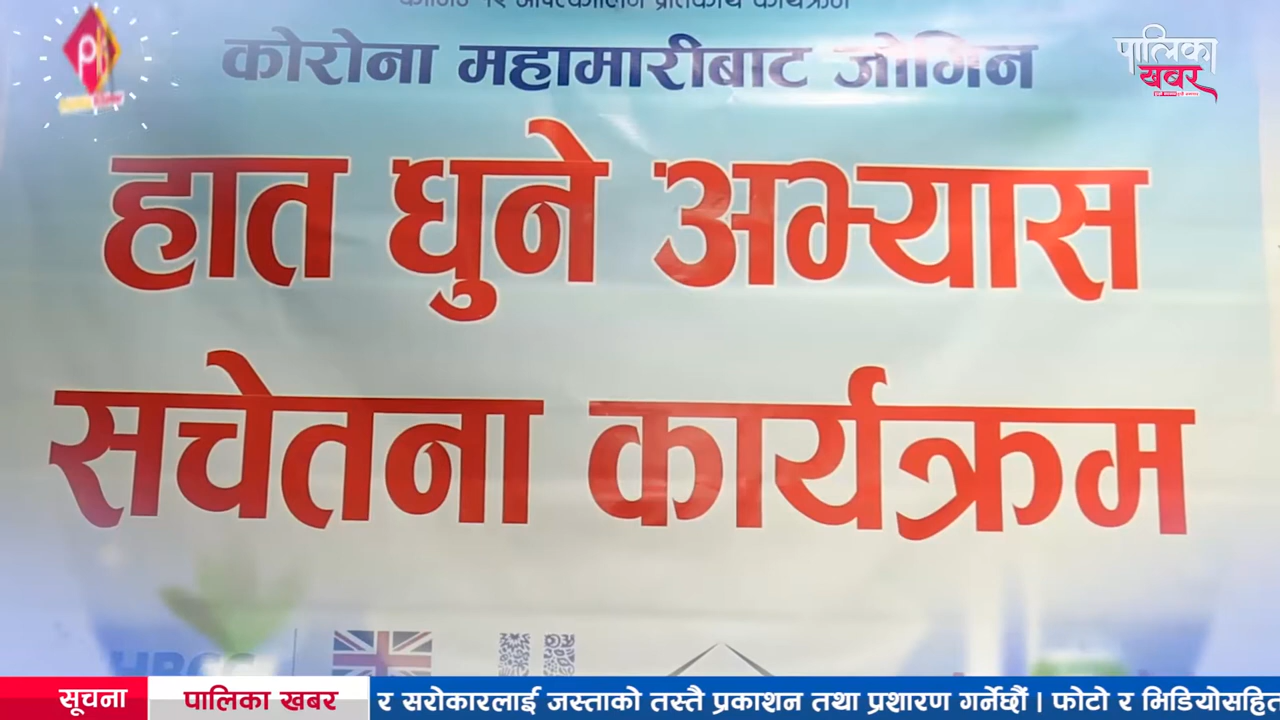 कोरोना महामारीबाट जोगिन
पालिका
खबर
हात धुने अभ्यास
सचेतना कार्यक्रम
सूचना
पालिका खबर
र सरोकारलाई जस्ताको तस्तै प्रकाशन तथा प्रशारण गर्नेछौं । फोटो र भिडियोसहित